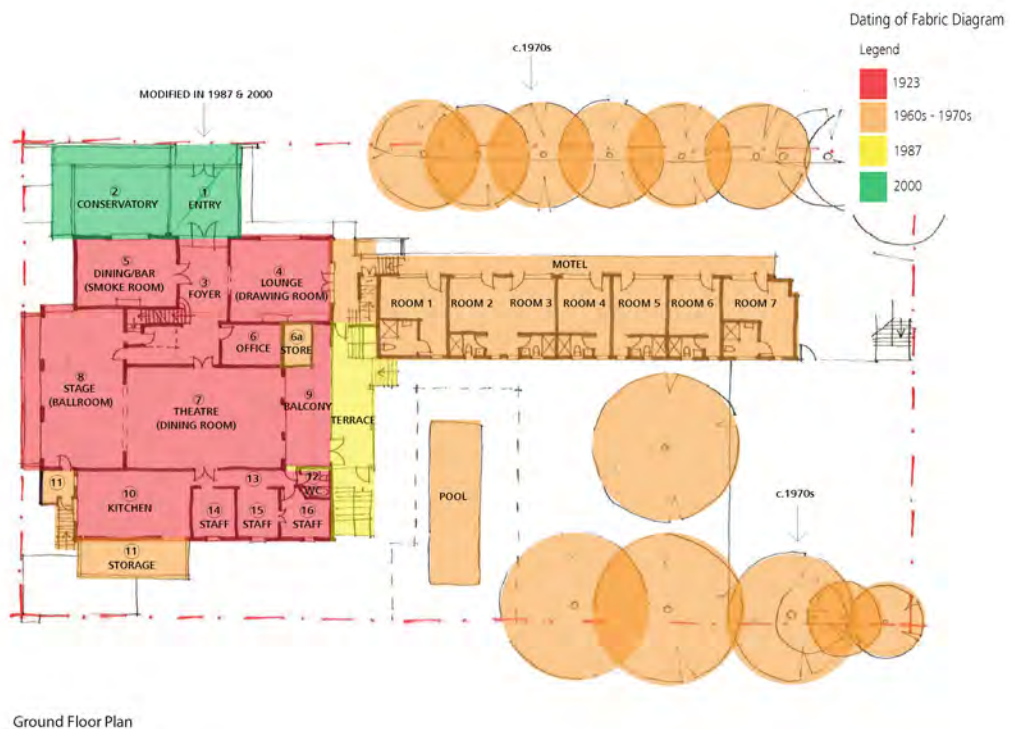 Dating of Fabric Diagram
Legend
1923
1960s - 1970s
1987
2000
c.1970s
MODIFIED IN 1987 & 2000
2
CONSERVATORY
1
ENTRY
5
DINING/BAR
(SMOKE ROOM)
3
FOYER
4
LOUNGE
(DRAWING ROOM)
MOTEL
ROOM 1
ROOM 2
ROOM 3
ROOM 4
ROOM 5
ROOM 6
ROOM 7
6
OFFICE
6a
STORE
8
STAGE
(BALLROOM)
7
THEATRE
(DINING ROOM)
9
BALCONY
TERRACE
11
10
KITCHEN
13
12
WC
14
STAFF
15
STAFF
16
STAFF
POOL
c.1970s
11
STORAGE
Ground Floor Plan